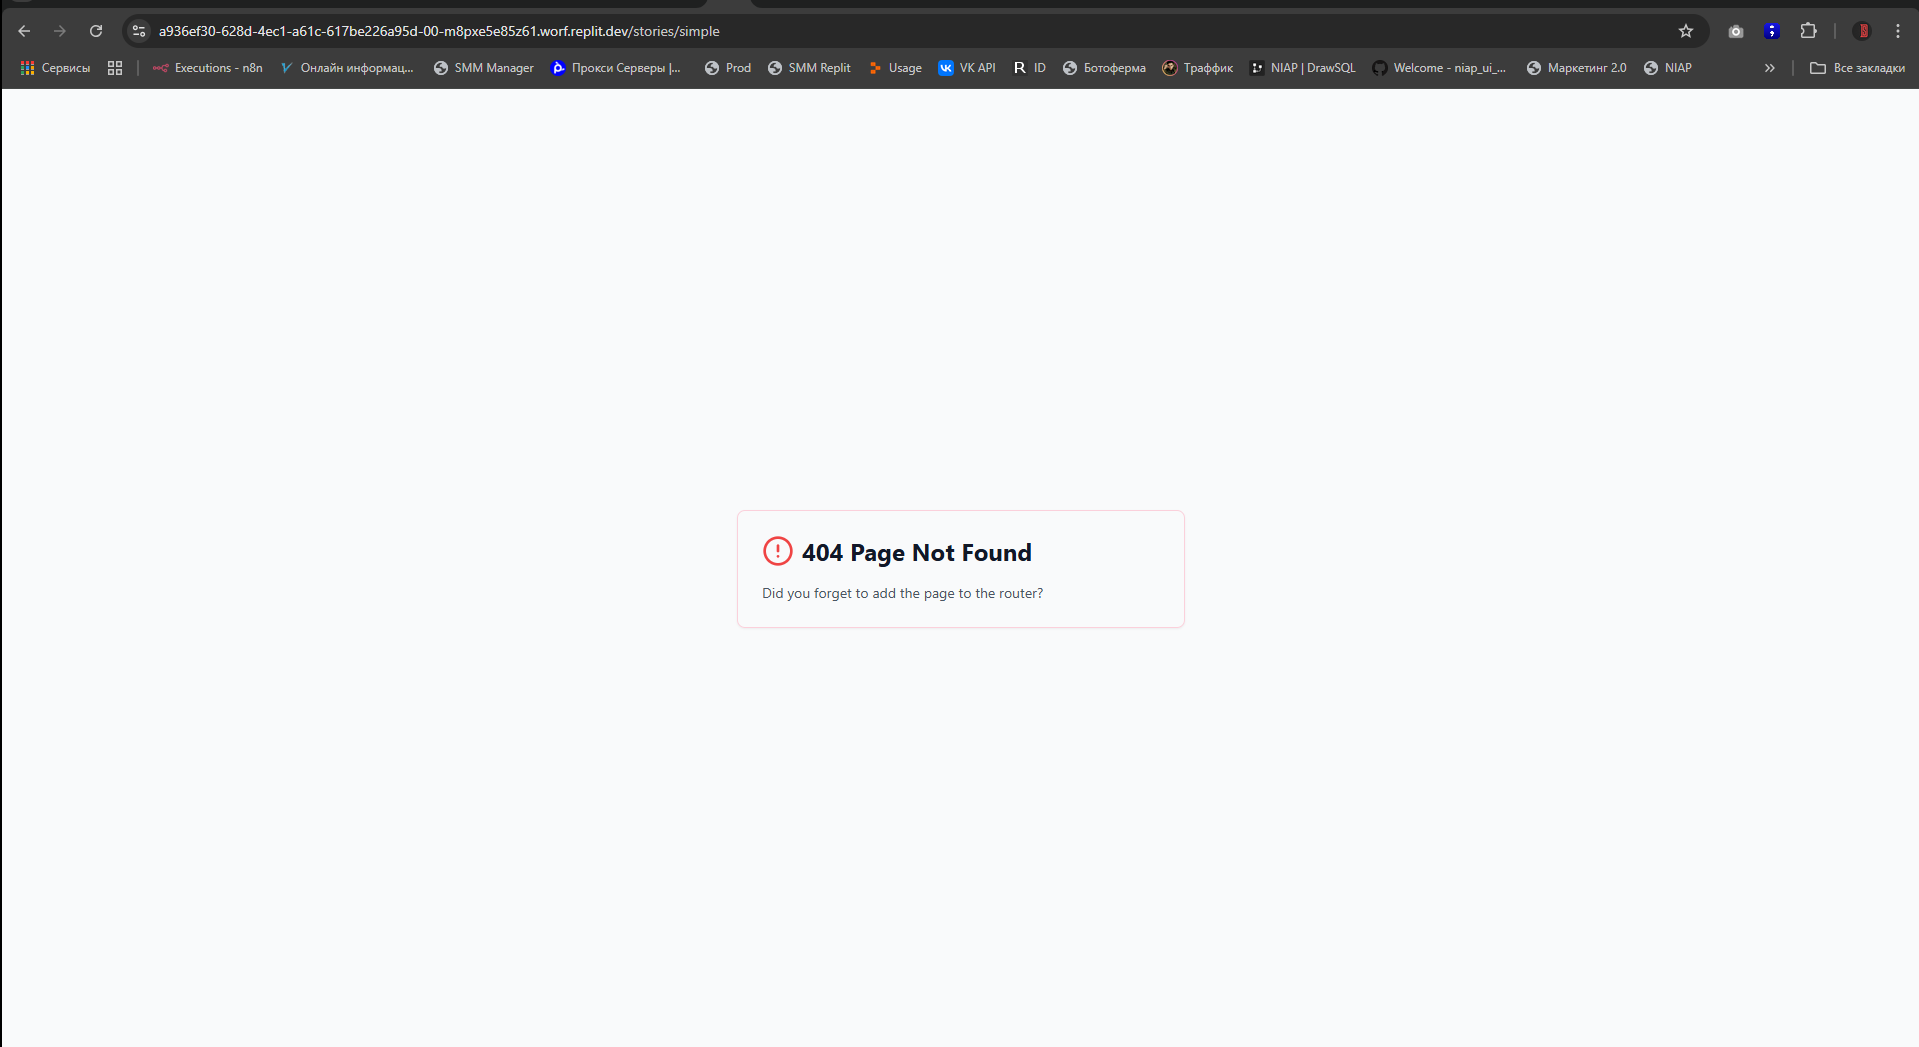 a936ef30-628d-4ec1-a61c-617be226a95d-00-m8pxe5e85z61.worf.replit.dev/stories/simple
Сервисы Executions - n8n Онлайн информац... SMM Manager Прокси Серверы |... Prod SMM Replit Usage VK API ID Ботоферма Траффик NIAP | DrawSQL Welcome - niap_ui_... Маркетинг 2.0 NIAP » Все закладки
404 Page Not Found
Did you forget to add the page to the router?